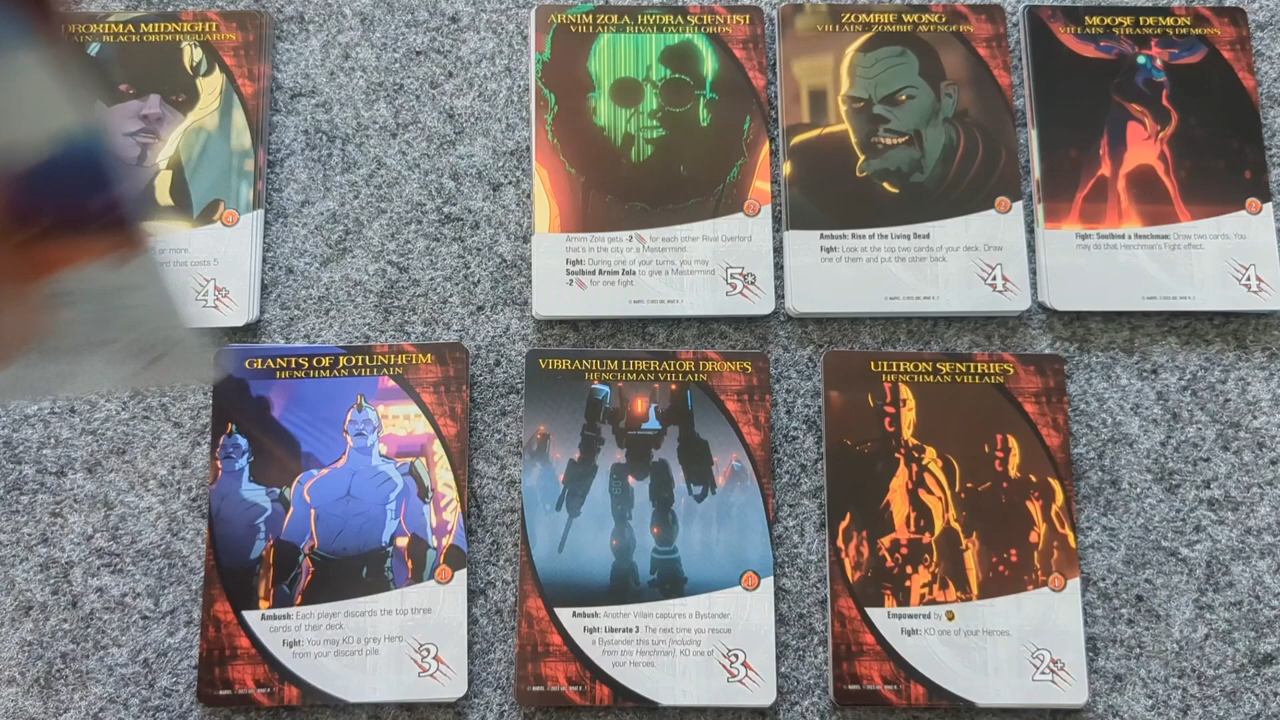 PROXIMA MIDNIGHT
BLACK ORDER GUARDS
4
5 or more.
card that costs 5
4+
ARNIM ZOLA, HYDRA SCIENTIST
VILLAIN - RIVAL OVERLORDS
2
Arnim Zola gets -2 for each other Rival Overlord
that's in the city or a Mastermind.
Fight: During one of your turns, you may
Soulbind Arnim Zola to give a Mastermind
-2 for one fight.
5*
ZOMBIE WONG
VILLAIN - ZOMBIE AVENGERS
2
Ambush: Rise of the Living Dead
Fight: Look at the top two cards of your deck. Draw
one of them and put the other back.
4
MOOSE DEMON
VILLAIN - STRANGE'S DEMONS
2
Fight: Soulbind a Henchman: Draw two cards. You
may do that Henchman's Fight effect.
4
GIANTS OF JOTUNHEIM
HENCHMAN VILLAIN
1
Ambush: Each player discards the top three
cards of their deck.
Fight: You may KO a grey Hero
from your discard pile.
3
VIBRANIUM LIBERATOR DRONES
HENCHMAN VILLAIN
1
Ambush: Another Villain captures a Bystander.
Fight: Liberate 3. The next time you rescue
a Bystander this turn (including
from this Henchman), KO one of
your Heroes.
3
ULTRON SENTRIES
HENCHMAN VILLAIN
1
Empowered by
Fight: KO one of your Heroes.
2+